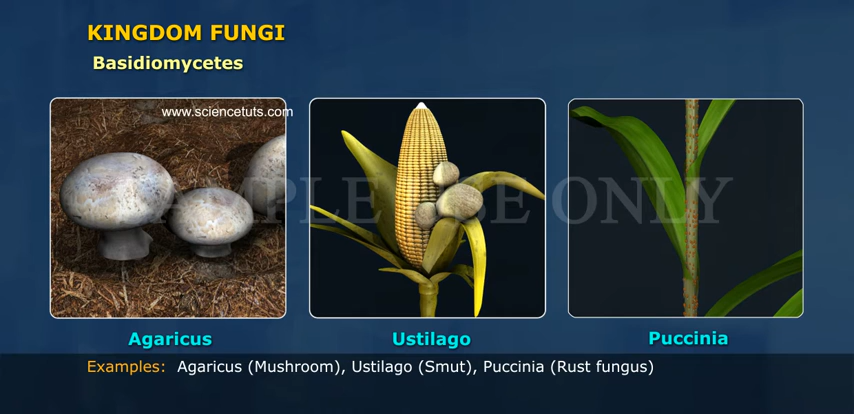 KINGDOM FUNGI
Basidiomycetes
www.sciencetuts.com
SAMPLE USE ONLY
Agaricus
Ustilago
Puccinia
Examples: Agaricus (Mushroom), Ustilago (Smut), Puccinia (Rust fungus)